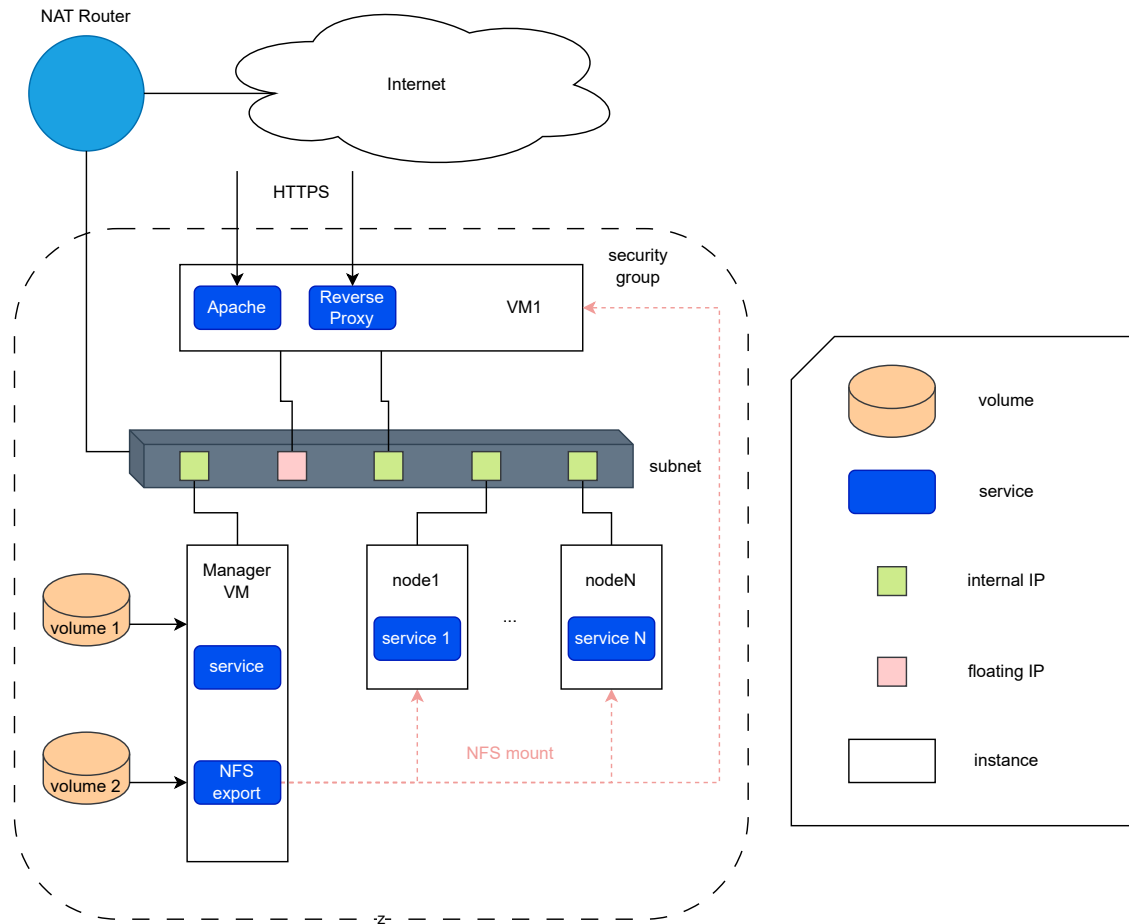 NAT Router
Internet
HTTPS
security
group
Apache
Reverse
Proxy
VM1
subnet
Manager
VM
node1
nodeN
volume 1
service
service 1
...
service N
volume 2
NFS
export
NFS mount
z
volume
service
internal IP
floating IP
instance